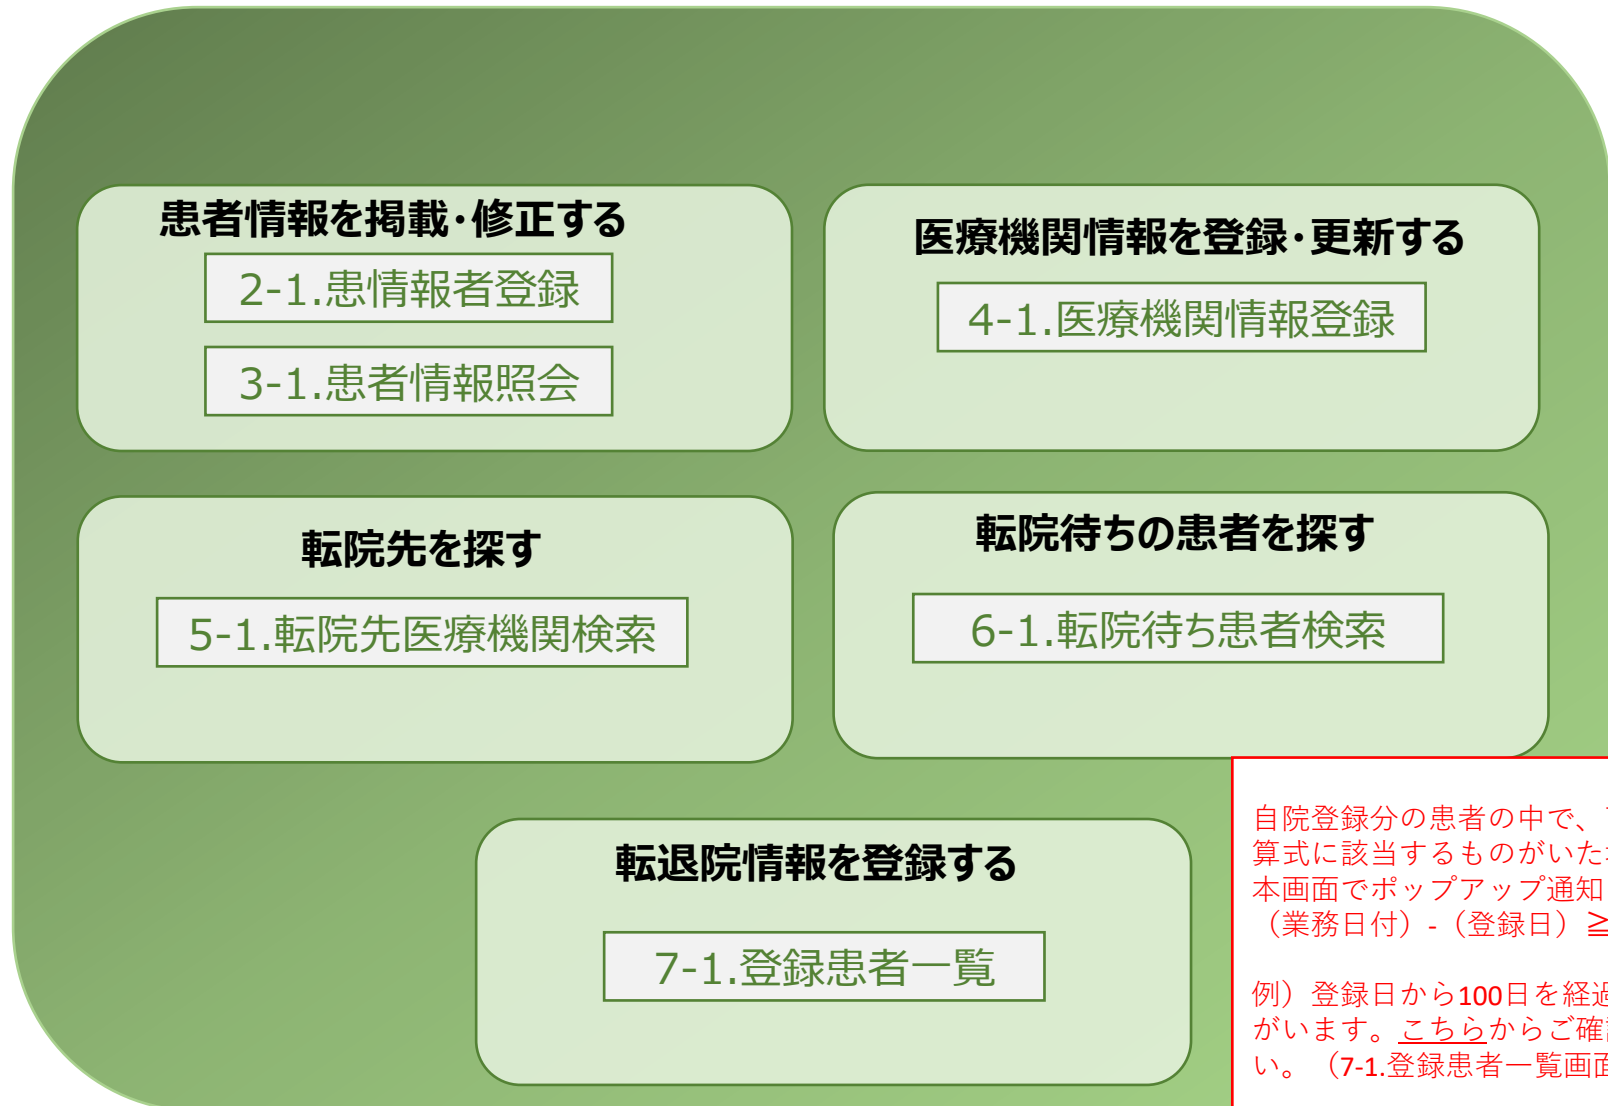 患者情報を掲載・修正する
2-1.患情報者登録
3-1.患者情報照会
医療機関情報を登録・更新する
4-1.医療機関情報登録
転院先を探す
5-1.転院先医療機関検索
転院待ちの患者を探す
6-1.転院待ち患者検索
転退院情報を登録する
7-1.登録患者一覧
自院登録分の患者の中で、
算式に該当するものがいた
本画面でポップアップ通知
（業務日付）-（登録日）≧
例）登録日から100日を経過
がいます。こちらからご確認
い。（7-1.登録患者一覧画面